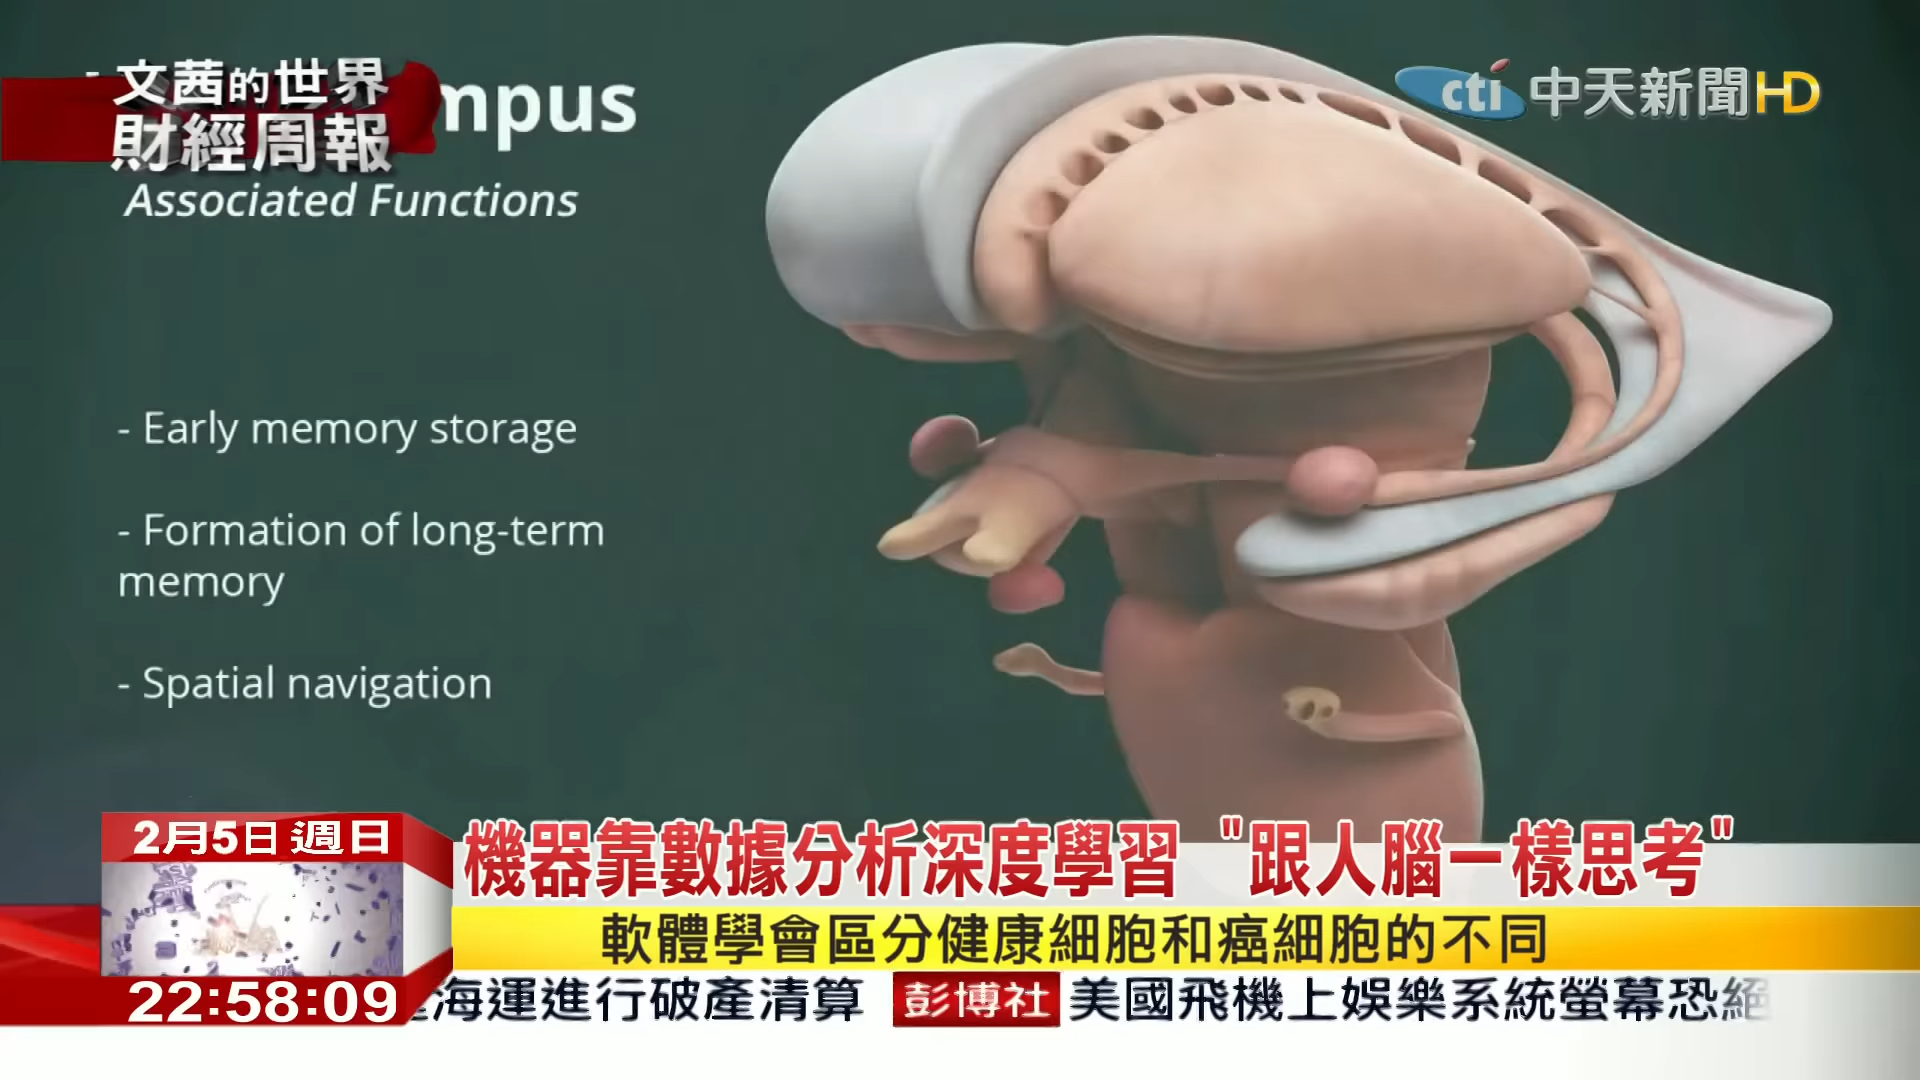 文茜的世界
財經周報
mpus
Associated Functions
cti 中天新聞HD
- Early memory storage
- Formation of long-term
memory
- Spatial navigation
2月5日 週日
機器靠數據分析深度學習 "跟人腦一樣思考"
軟體學會區分健康細胞和癌細胞的不同
22:58:09
海運進行破產清算 彭博社 美國飛機上娛樂系統螢幕恐絕